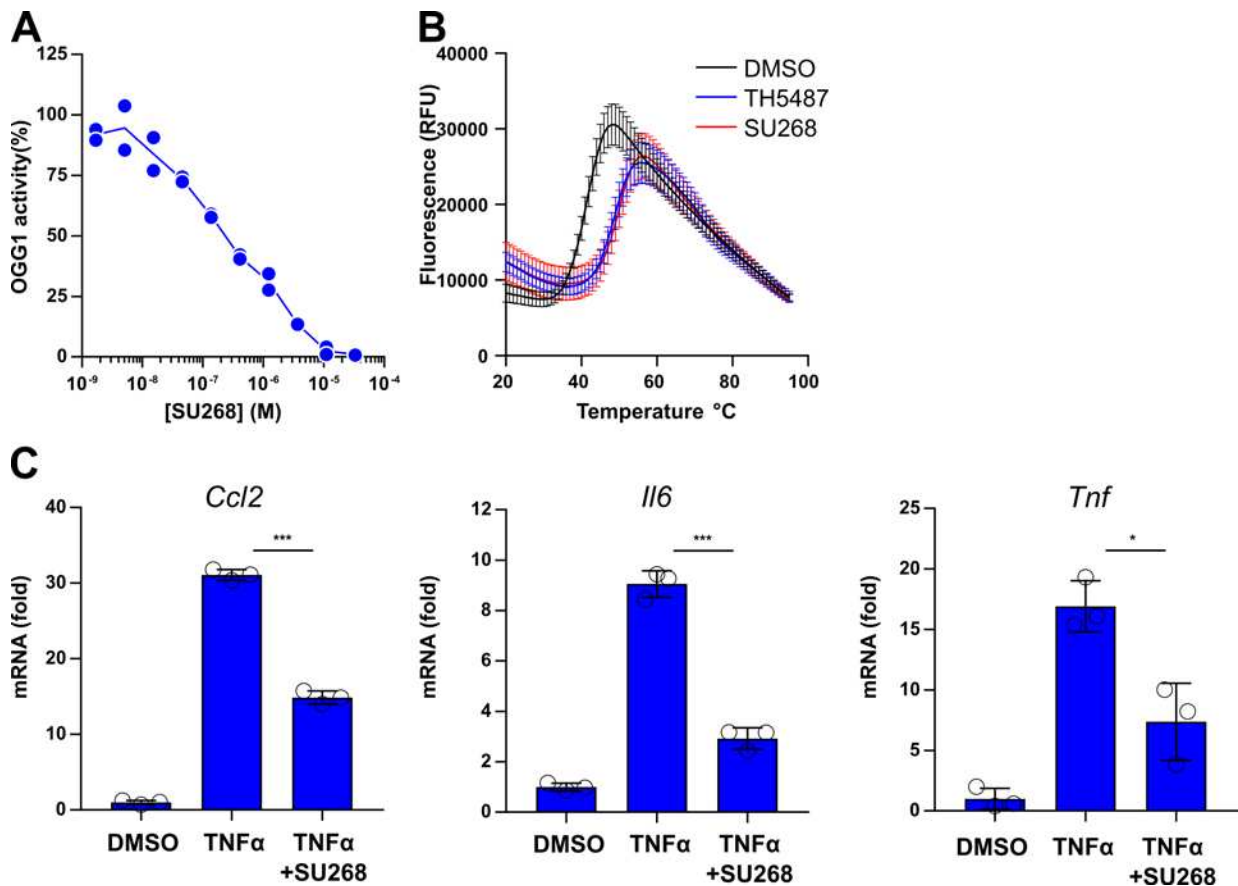 A
125
100
75
50
25
0
OGG1 activity(%)
10-9 10-8 10-7 10-6 10-5 10-4
[SU268] (M)
B
40000
30000
20000
10000
0
Fluorescence (RFU)
DMSO
TH5487
SU268
20 40 60 80 100
Temperature °C
C
Ccl2
40
30
20
10
0
mRNA (fold)
***
DMSO TNFα TNFα
+SU268
Il6
12
10
8
6
4
2
0
mRNA (fold)
***
DMSO TNFα TNFα
+SU268
Tnf
25
20
15
10
5
0
mRNA (fold)
*
DMSO TNFα TNFα
+SU268